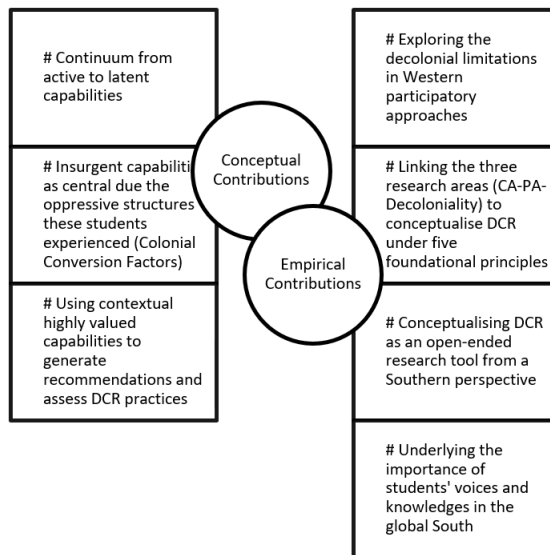 # Continuum from
active to latent
capabilities
# Insurgent capabiliti
as central due the
oppressive structures
these students
experienced (Colonial
Conversion Factors)
# Using contextual
highly valued
capabilities to
generate
recommendations and
assess DCR practices
Conceptual
Contributions
Empirical
Contributions
# Exploring the
decolonial limitations
in Western
participatory
approaches
# Linking the three
research areas (CA-PA-
Decoloniality) to
conceptualise DCR
under five
foundational principles
# Conceptualising DCR
as an open-ended
research tool from a
Southern perspective
# Underlying the
importance of
students' voices and
knowledges in the
global South